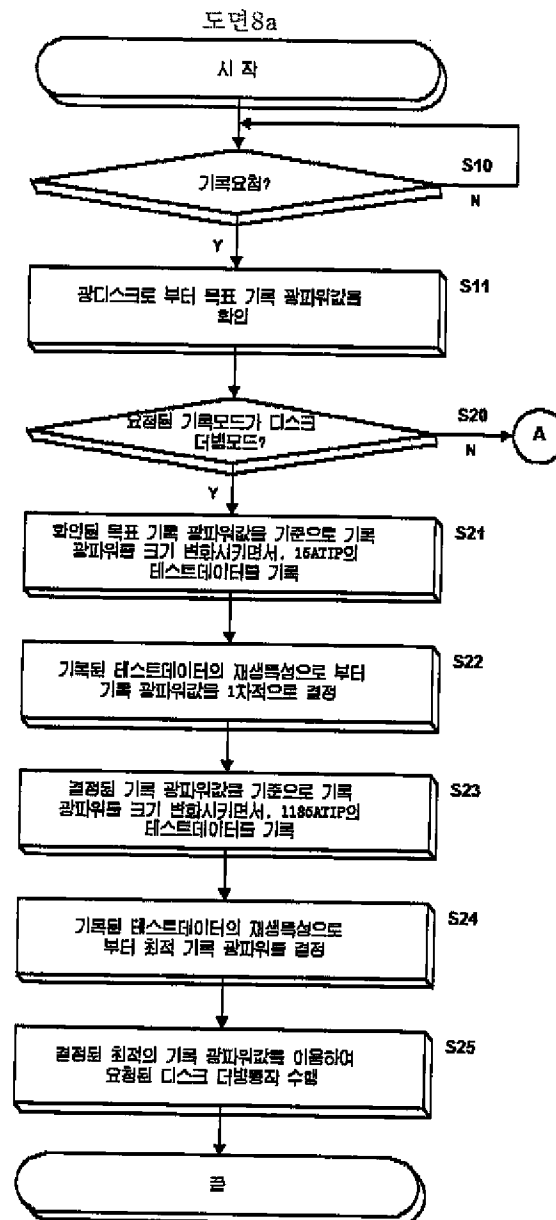 도면8a
시 작
기록요청?
S10
N
Y
광디스크로 부터 목표 기록 광파워값을
확인
S11
요청된 기록모드가 디스크
더빙모드?
S20
N
A
Y
확인된 목표 기록 광파워값을 기준으로 기록
광파워를 크기 변화시키면서, 15ATIP의
테스트데이터를 기록
S21
기록된 테스트데이터의 재생특성으로 부터
기록 광파워값을 1차적으로 결정
S22
결정된 기록 광파워값을 기준으로 기록
광파워를 크기 변화시키면서, 1185ATIP의
테스트데이터를 기록
S23
기록된 테스트데이터의 재생특성으로
부터 최적 기록 광파워를 결정
S24
결정된 최적의 기록 광파워값을 이용하여
요청된 디스크 더빙동작 수행
S25
끝